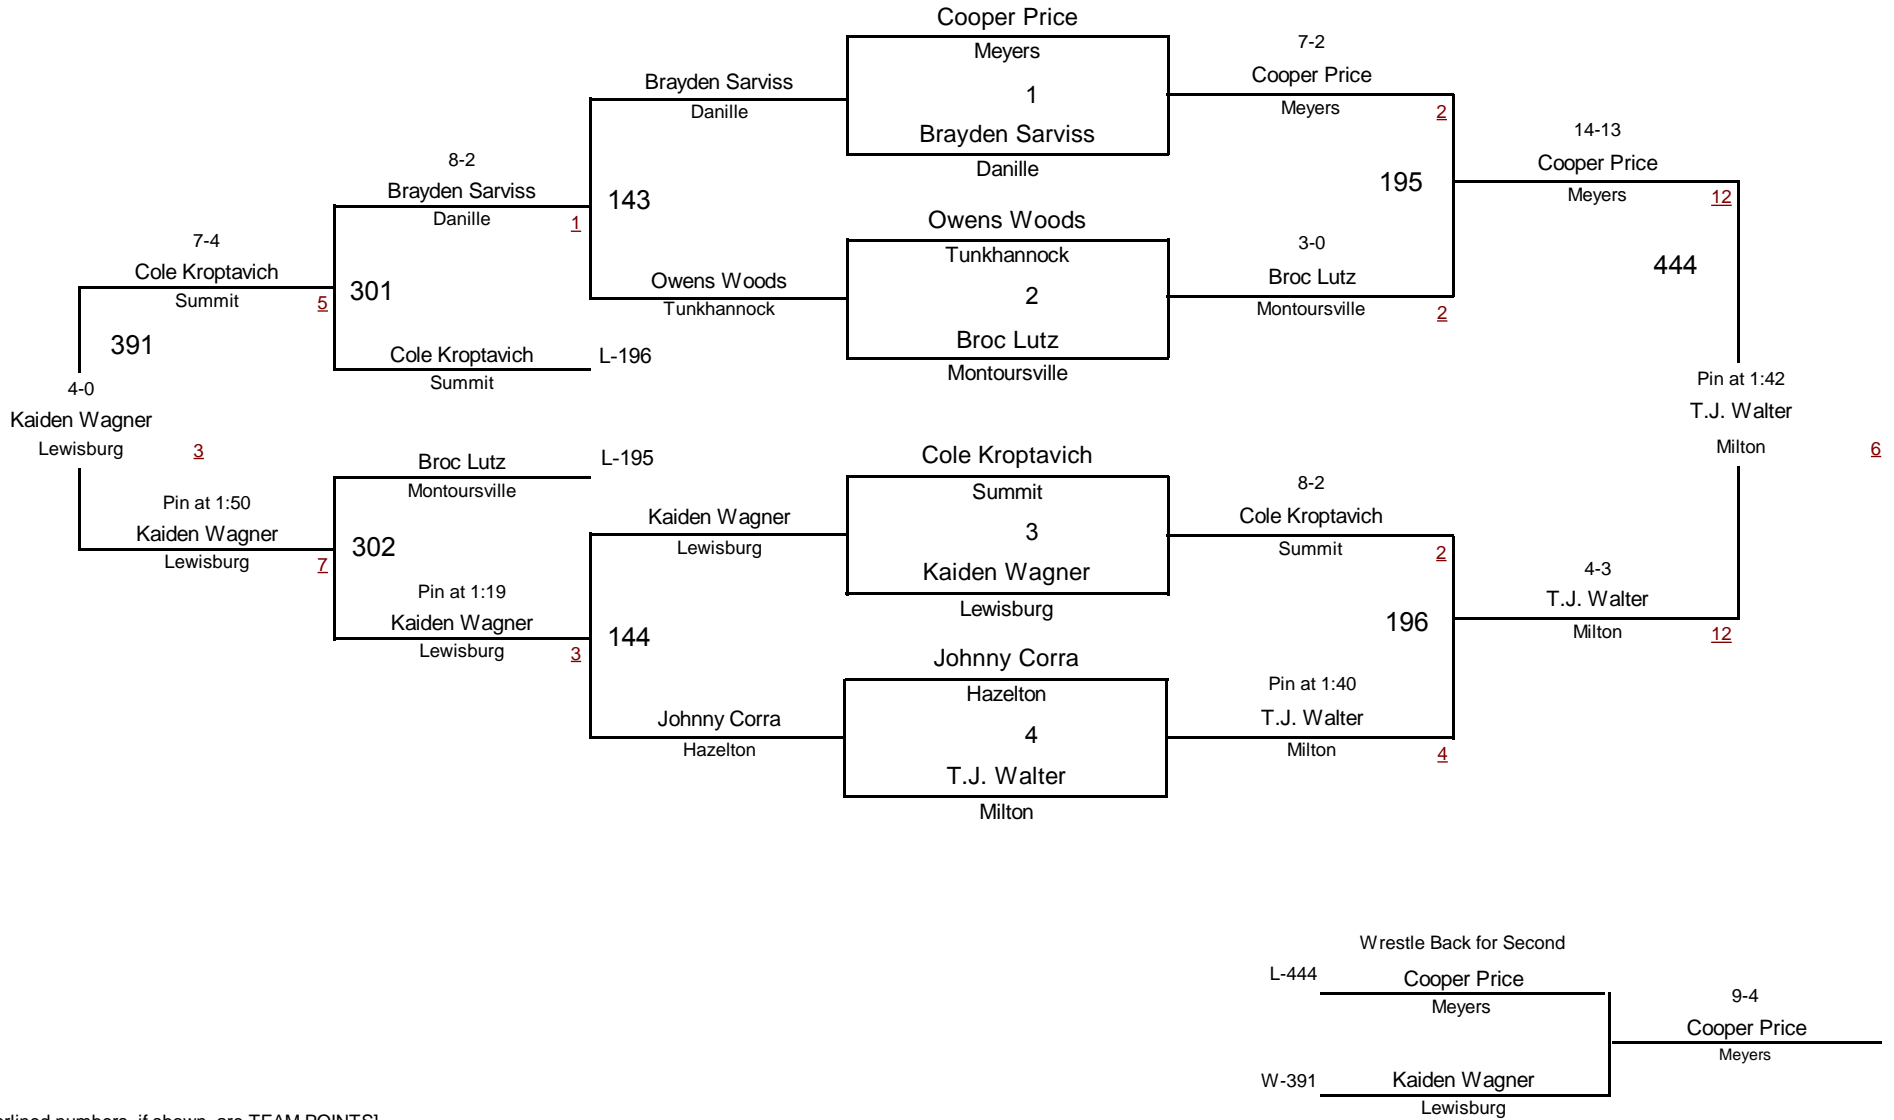 Cooper Price
Meyers
1
Brayden Sarviss
Danille
Owens Woods
Tunkhannock
2
Broc Lutz
Montoursville
Cole Kroptavich
Summit
3
Kaiden Wagner
Lewisburg
Johnny Corra
Hazelton
4
T.J. Walter
Milton
7-2
Cooper Price
Meyers
2
195
3-0
Broc Lutz
Montoursville
2
8-2
Cole Kroptavich
Summit
2
196
Pin at 1:40
T.J. Walter
Milton
4
14-13
Cooper Price
Meyers
12
444
4-3
T.J. Walter
Milton
12
Pin at 1:42
T.J. Walter
Milton
6
Brayden Sarviss
Danille
143
Owens Woods
Tunkhannock
Kaiden Wagner
Lewisburg
144
Johnny Corra
Hazelton
8-2
Brayden Sarviss
Danille
1
301
Cole Kroptavich
L-196
Summit
Broc Lutz
L-195
Montoursville
302
Pin at 1:19
Kaiden Wagner
Lewisburg
3
7-4
Cole Kroptavich
Summit
5
391
4-0
Kaiden Wagner
Lewisburg
3
Pin at 1:50
Kaiden Wagner
Lewisburg
7
Wrestle Back for Second
L-444
Cooper Price
Meyers
9-4
Cooper Price
Meyers
W-391
Kaiden Wagner
Lewisburg